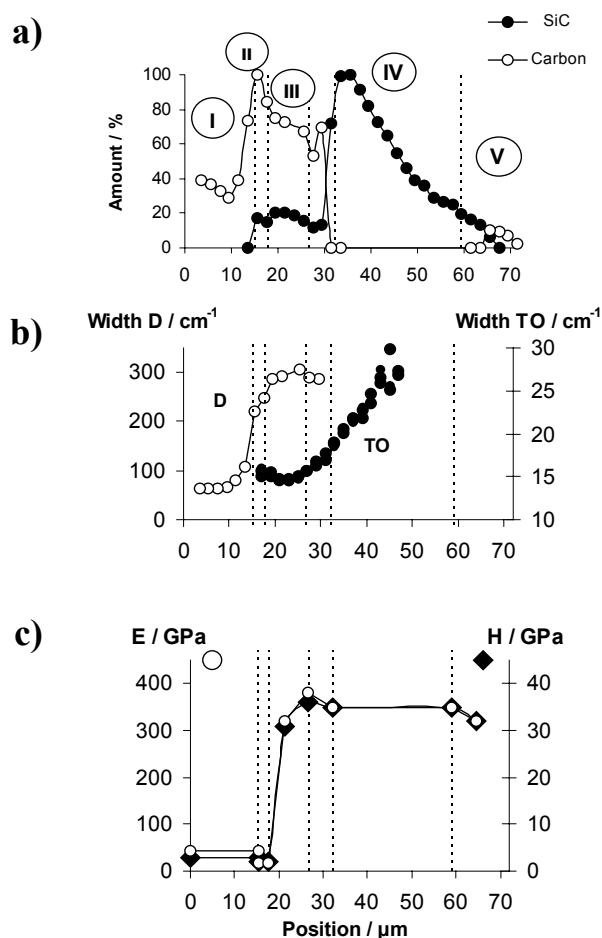 a)
SiC
Carbon
I
II
III
IV
V
100
80
60
40
20
0
Amount / %
0 10 20 30 40 50 60 70
b)
Width D / cm-1
Width TO / cm-1
300
200
100
0
30
25
20
15
10
D
TO
0 10 20 30 40 50 60 70
c)
E / GPa
H / GPa
400
300
200
100
0
40
30
20
10
0
0 10 20 30 40 50 60 70
Position / µm